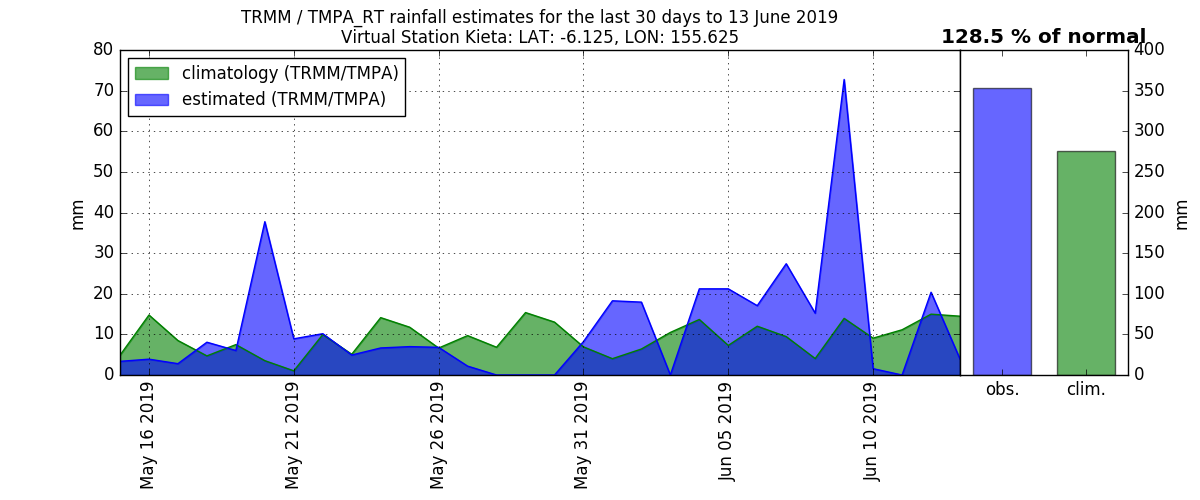 TRMM / TMPA_RT rainfall estimates for the last 30 days to 13 June 2019
Virtual Station Kieta: LAT: -6.125, LON: 155.625
128.5 % of normal
climatology (TRMM/TMPA)
estimated (TRMM/TMPA)
mm
80
70
60
50
40
30
20
10
0
May 16 2019
May 21 2019
May 26 2019
May 31 2019
Jun 05 2019
Jun 10 2019
400
350
300
250
200
150
100
50
0
mm
obs.
clim.